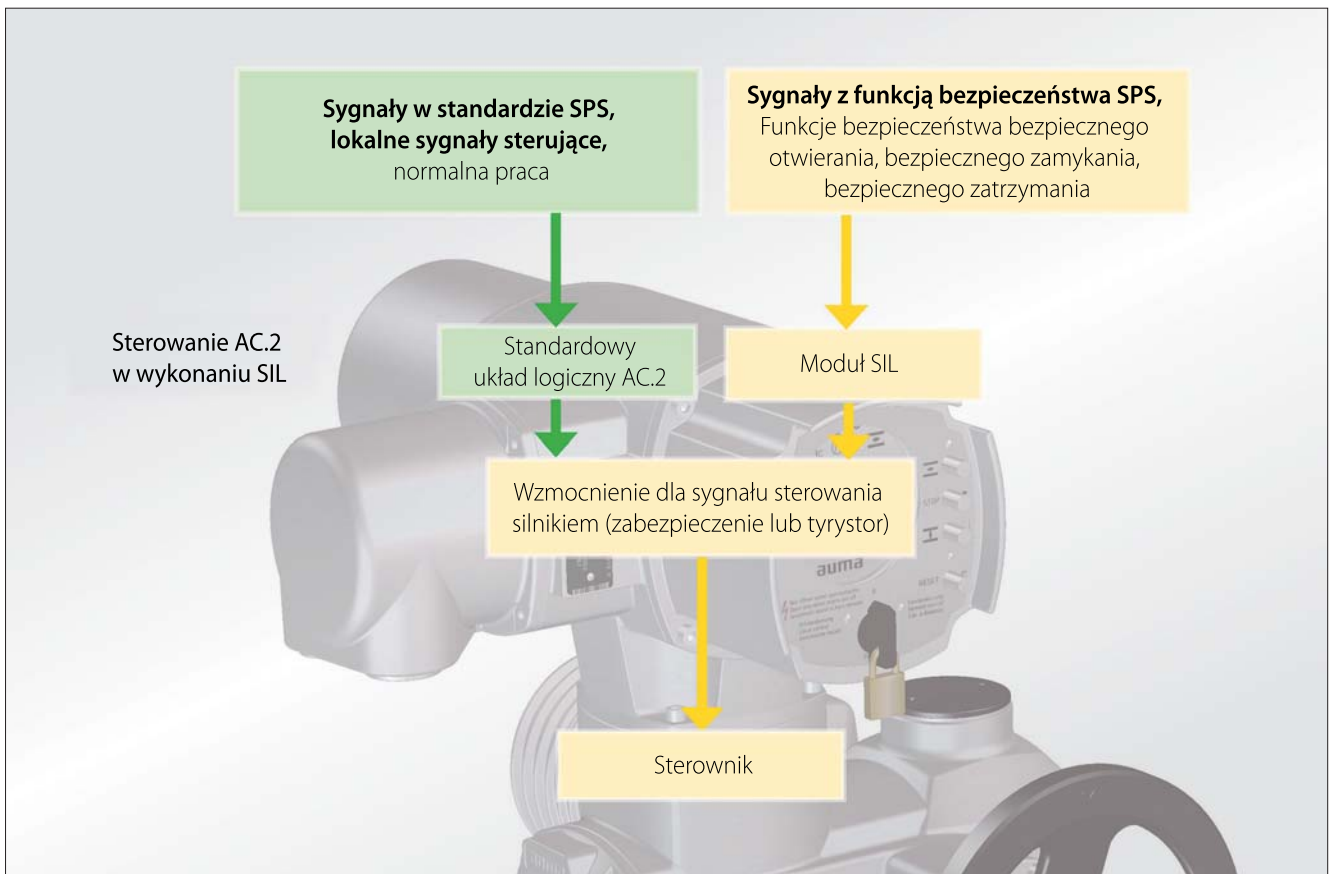 Sygnały w standardzie SPS,
lokalne sygnały sterujące,
normalna praca
Sygnały z funkcją bezpieczeństwa SPS,
Funkcje bezpieczeństwa bezpiecznego
otwierania, bezpiecznego zamykania,
bezpiecznego zatrzymania
Sterowanie AC.2
w wykonaniu SIL
Standardowy
układ logiczny AC.2
Moduł SIL
Wzmocnienie dla sygnału sterowania
silnikiem (zabezpieczenie lub tyrystor)
STOP
auma
RESET
Sterownik